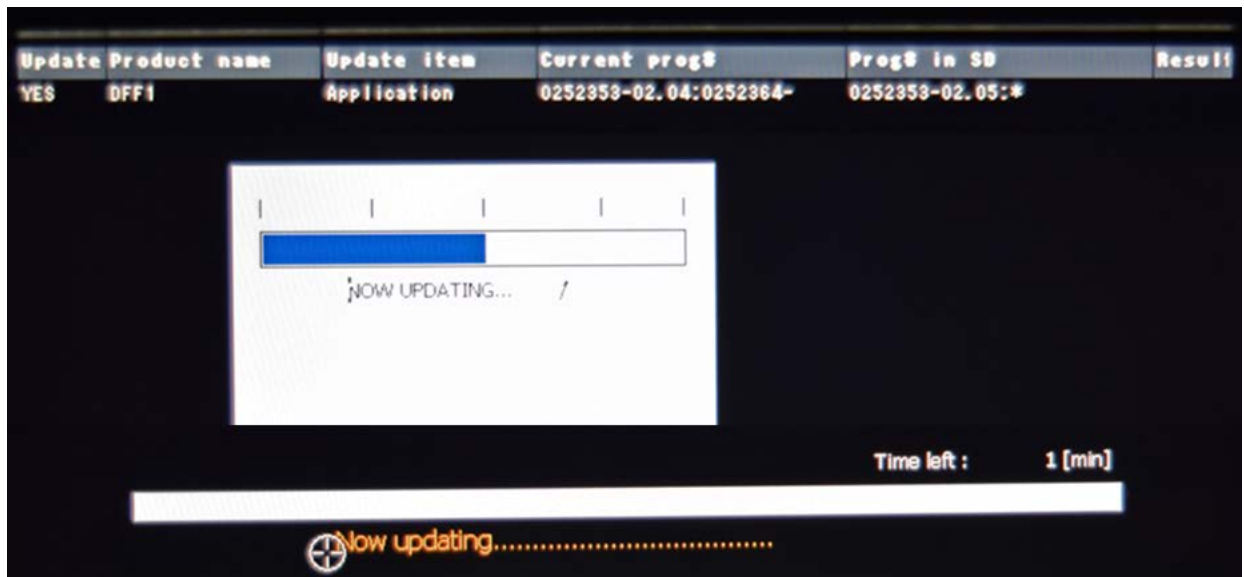 Update Product name Update item Current prog# Prog# in SD Result
YES DFF1 Application 0252353-02.04:0252364- 0252353-02.05:*
NOW UPDATING... /
Time left : 1 [min]
Now updating..................................